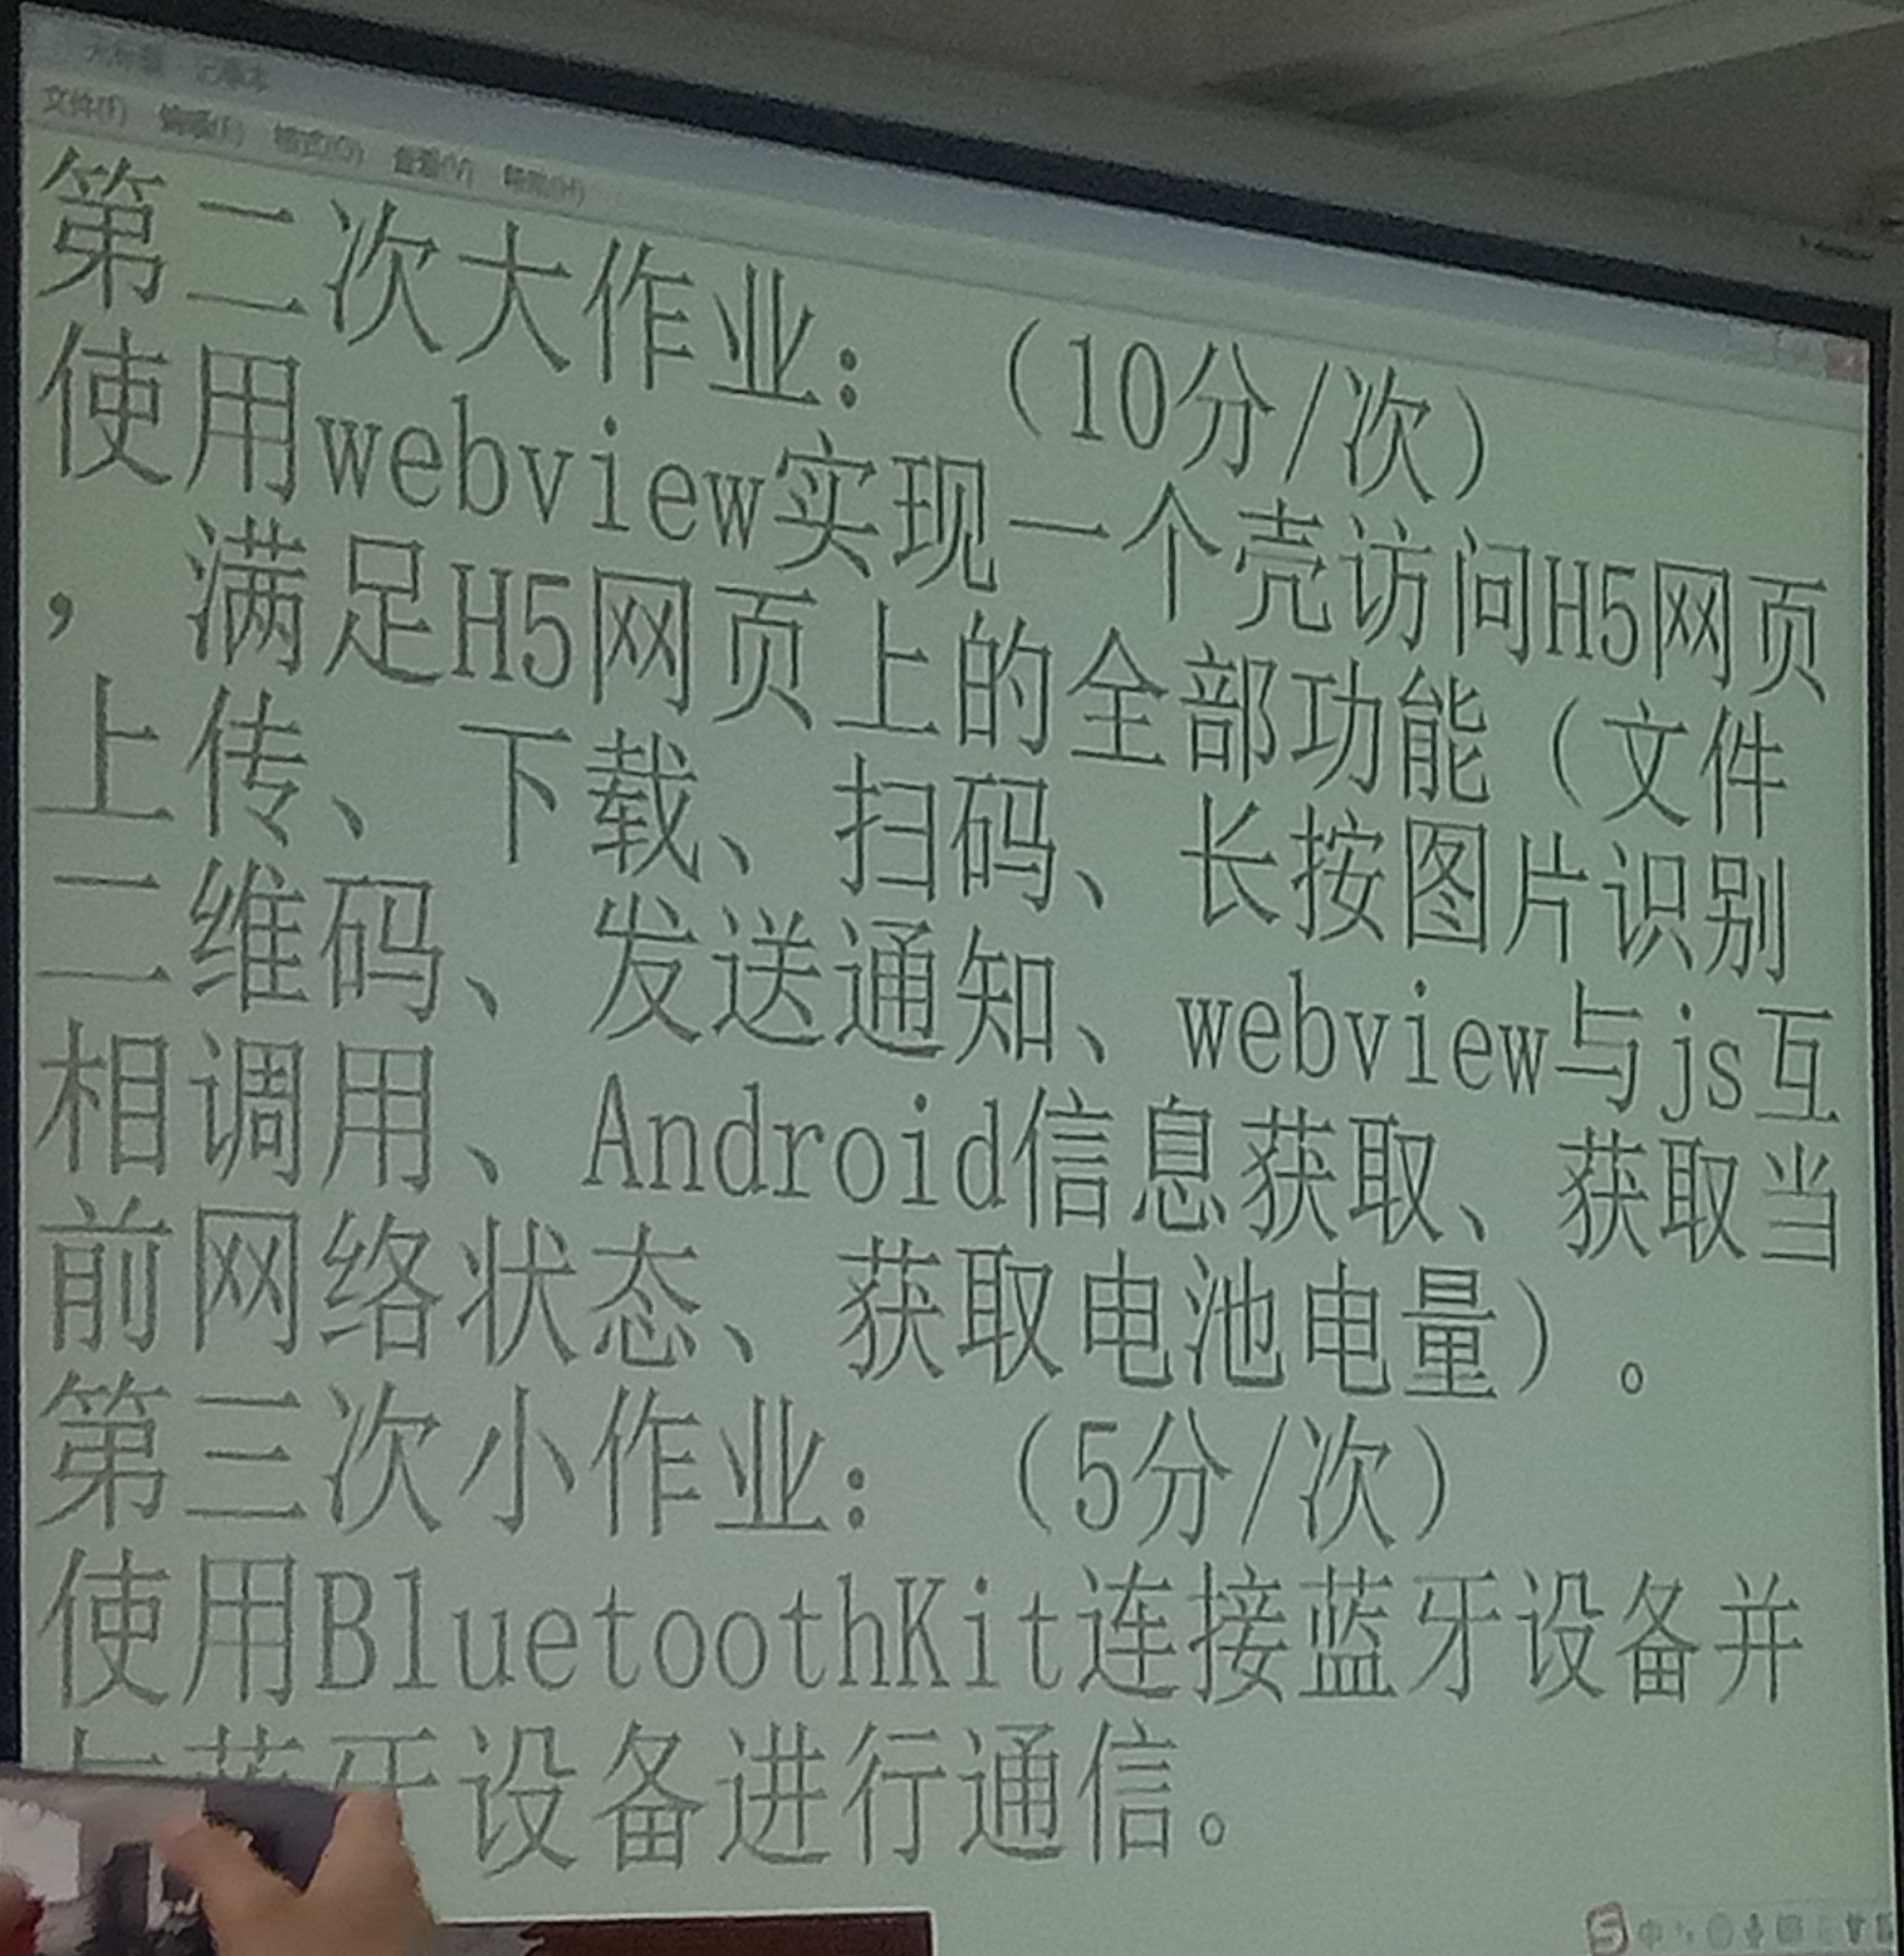 无标题 - 记事本
文件(F) 编辑(E) 格式(O) 查看(V) 帮助(H)
第二次大作业：（10分/次）
使用webview实现一个壳访问H5网页
，满足H5网页上的全部功能（文件
上传、下载、扫码、长按图片识别
二维码、发送通知、webview与js互
相调用、Android信息获取、获取当
前网络状态、获取电池电量）。
第三次小作业：（5分/次）
使用BluetoothKit连接蓝牙设备并
与蓝牙设备进行通信。
中